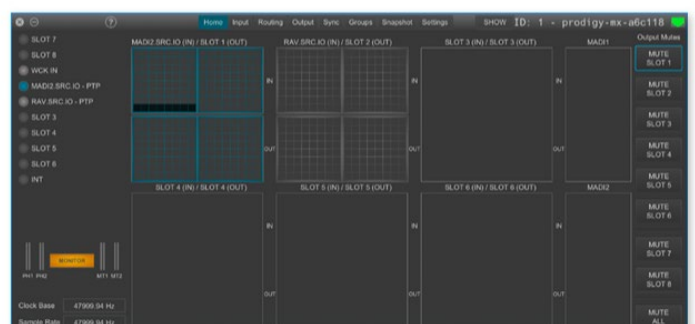 Home Input Routing Output Sync Groups Snapshot Settings SHOW ID: 1 - prodigy-mx-a6c118
SLOT 7
SLOT 8
WCK IN
MADI2.SRC.IO - PTP
RAV.SRC.IO - PTP
SLOT 3
SLOT 4
SLOT 5
SLOT 6
INT
MONITOR
PH1 PH2 MT1 MT2
Clock Base 47999.94 Hz
Sample Rate 47999.94 Hz
MADI2.SRC.IO (IN) / SLOT 1 (OUT)
IN
OUT
RAV.SRC.IO (IN) / SLOT 2 (OUT)
IN
OUT
SLOT 3 (IN) / SLOT 3 (OUT)
IN
OUT
MADI1
SLOT 4 (IN) / SLOT 4 (OUT)
IN
OUT
SLOT 5 (IN) / SLOT 5 (OUT)
IN
OUT
SLOT 6 (IN) / SLOT 6 (OUT)
IN
OUT
MADI2
Output Mutes
MUTE
SLOT 1
MUTE
SLOT 2
MUTE
SLOT 3
MUTE
SLOT 4
MUTE
SLOT 5
MUTE
SLOT 6
MUTE
SLOT 7
MUTE
SLOT 8
MUTE
ALL